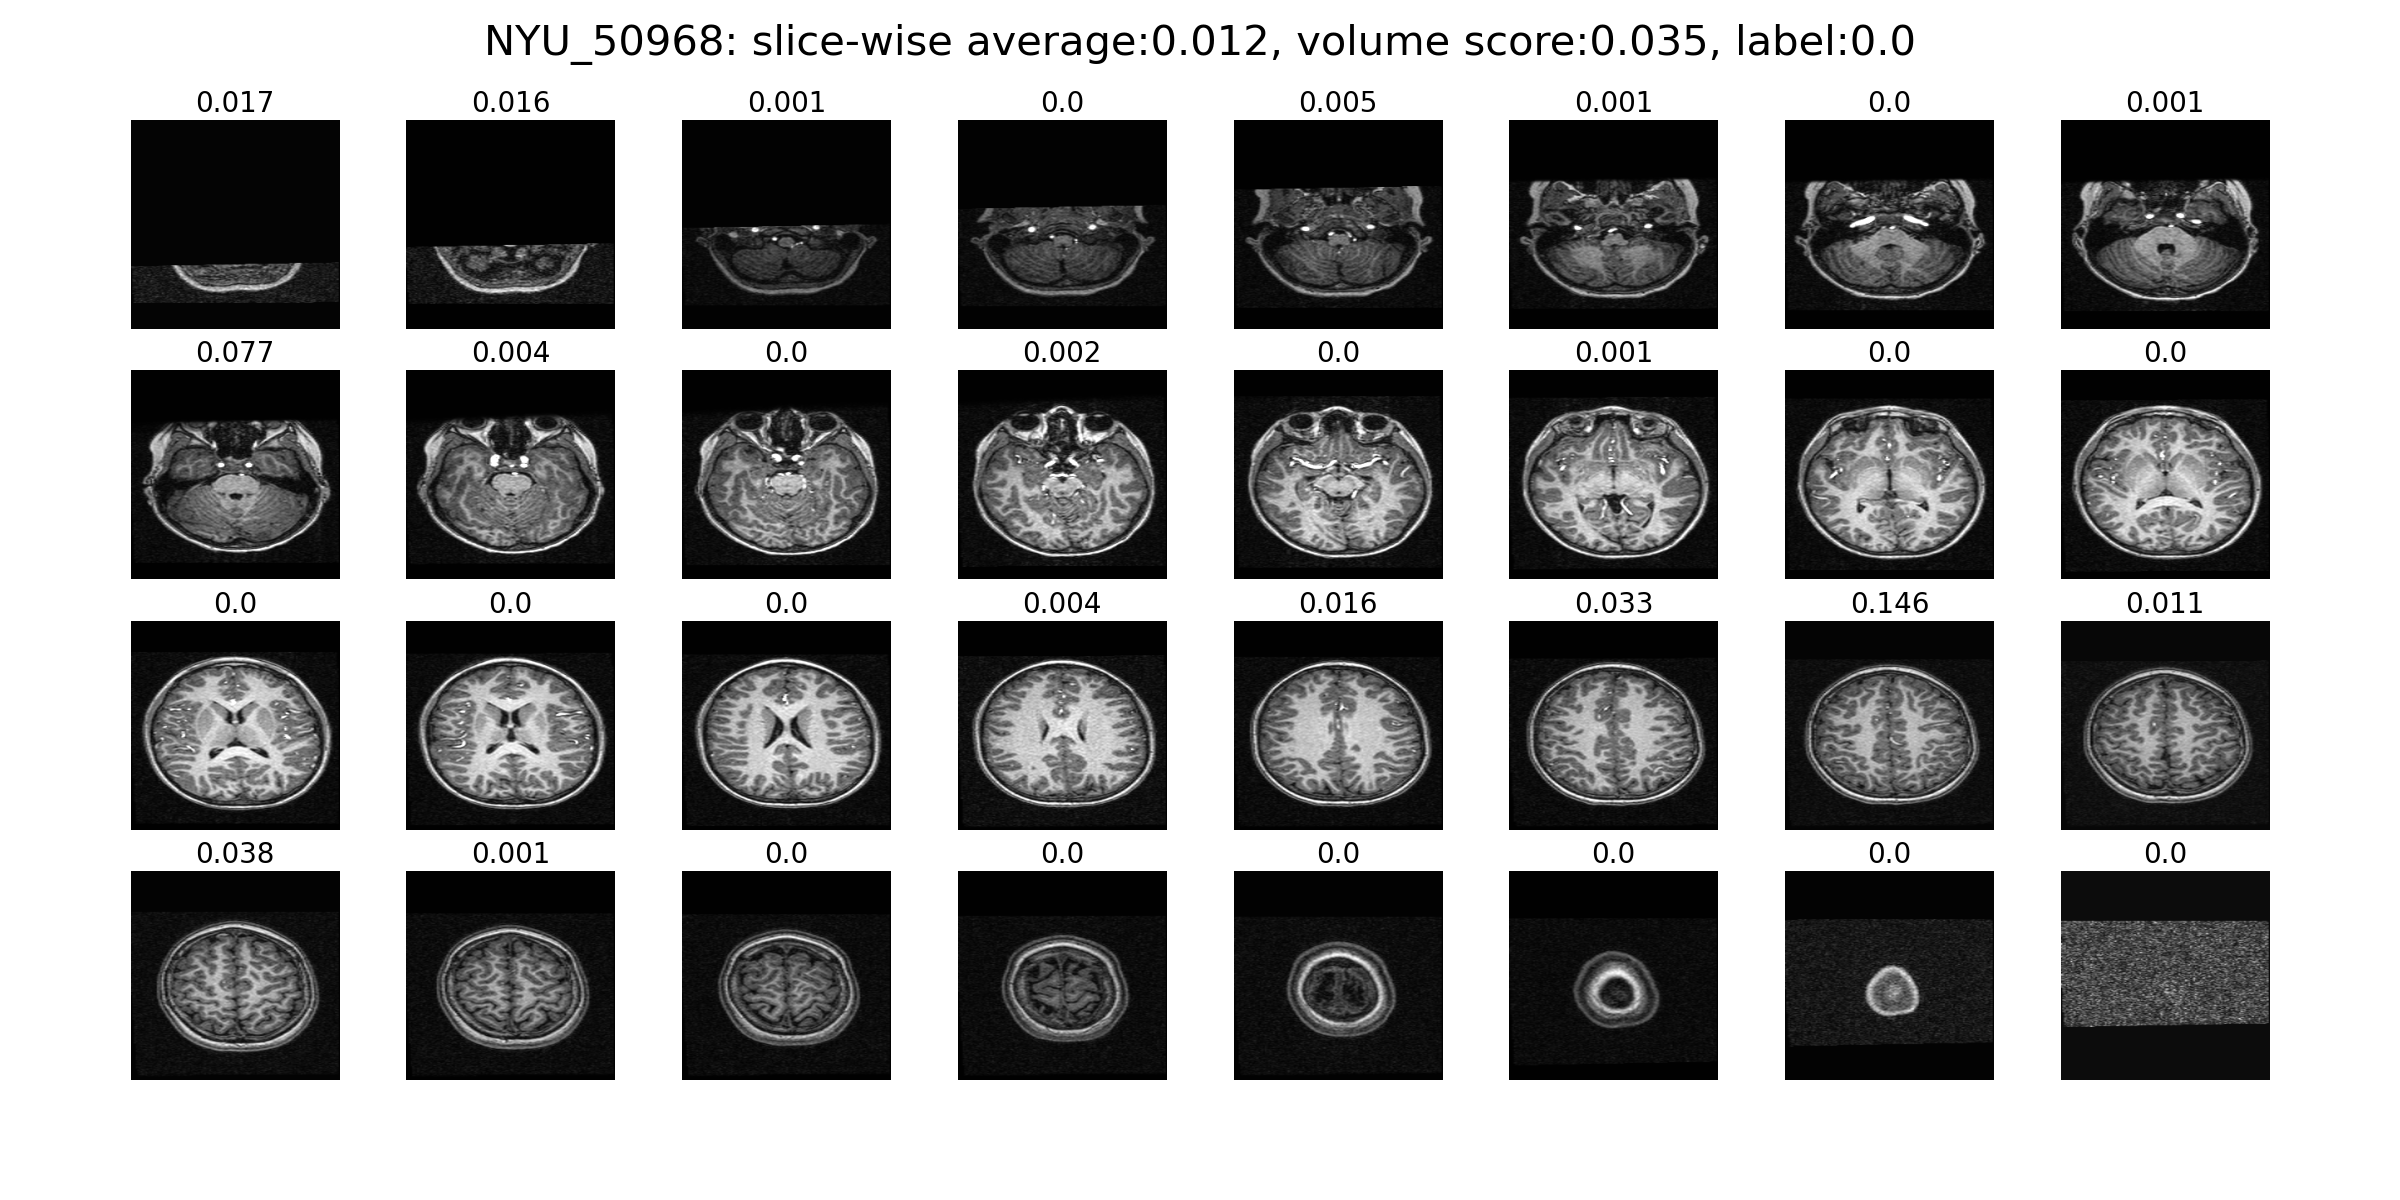 NYU_50968: slice-wise average:0.012, volume score:0.035, label:0.0
0.017 0.016 0.001 0.0 0.005 0.001 0.0 0.001
0.077 0.004 0.0 0.002 0.0 0.001 0.0 0.0
0.0 0.0 0.0 0.004 0.016 0.033 0.146 0.011
0.038 0.001 0.0 0.0 0.0 0.0 0.0 0.0